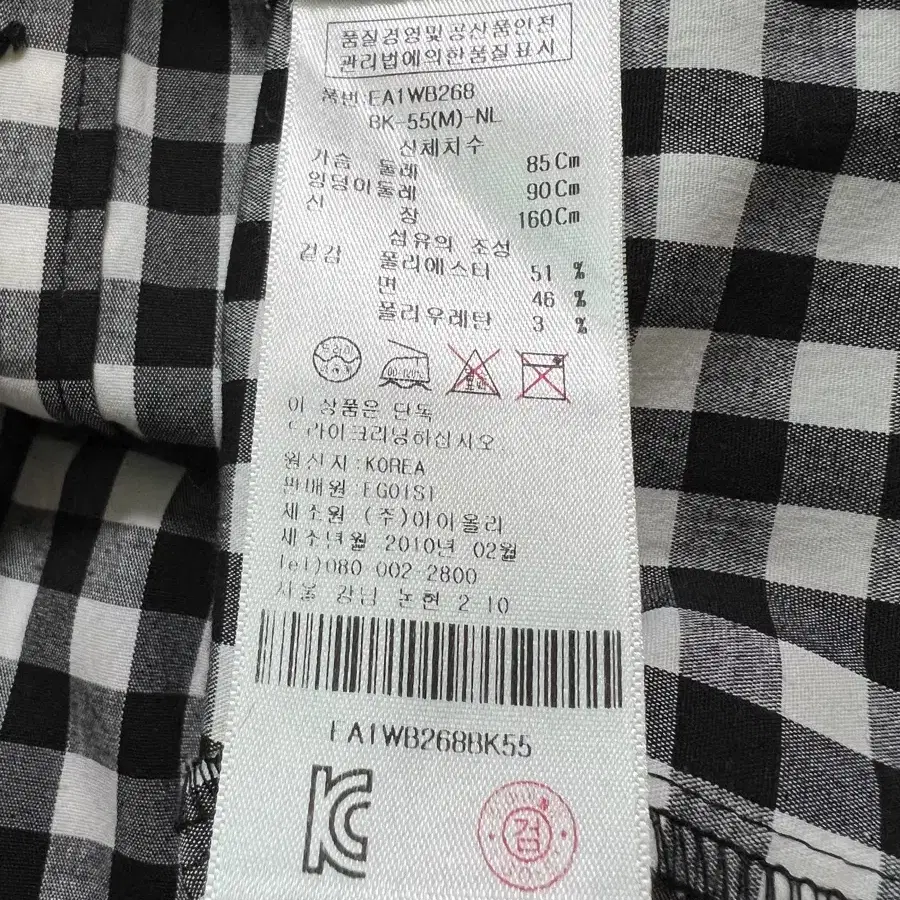 품질경영및공산품안전
관리법에의한품질표시
품번 EA1WB268
BK-55(M)-NL
신체치수
가슴 둘레 85Cm
엉덩이둘레 90Cm
신 장 160Cm
섬유의 조성
겉감 폴리에스터 51 %
면 46 %
폴리우레탄 3 %
이 상품은 단독
드라이크리닝하십시오
원산지 : KOREA
판매원 : EGOIST
제조원 (주)아이올리
제조년월 2010년 02월
Tel)080 002-2800
서울 강남 논현 2-10
EA1WB268BK55
KC
검